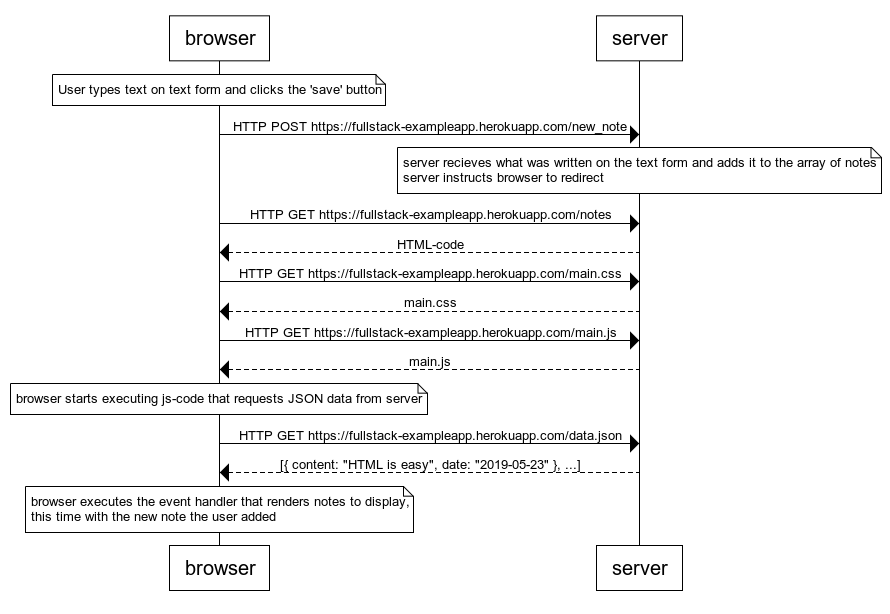 browser server
User types text on text form and clicks the 'save' button
HTTP POST https://fullstack-exampleapp.herokuapp.com/new_note
server recieves what was written on the text form and adds it to the array of notes
server instructs browser to redirect
HTTP GET https://fullstack-exampleapp.herokuapp.com/notes
HTML-code
HTTP GET https://fullstack-exampleapp.herokuapp.com/main.css
main.css
HTTP GET https://fullstack-exampleapp.herokuapp.com/main.js
main.js
browser starts executing js-code that requests JSON data from server
HTTP GET https://fullstack-exampleapp.herokuapp.com/data.json
[{ content: "HTML is easy", date: "2019-05-23" }, ...]
browser executes the event handler that renders notes to display,
this time with the new note the user added
browser server